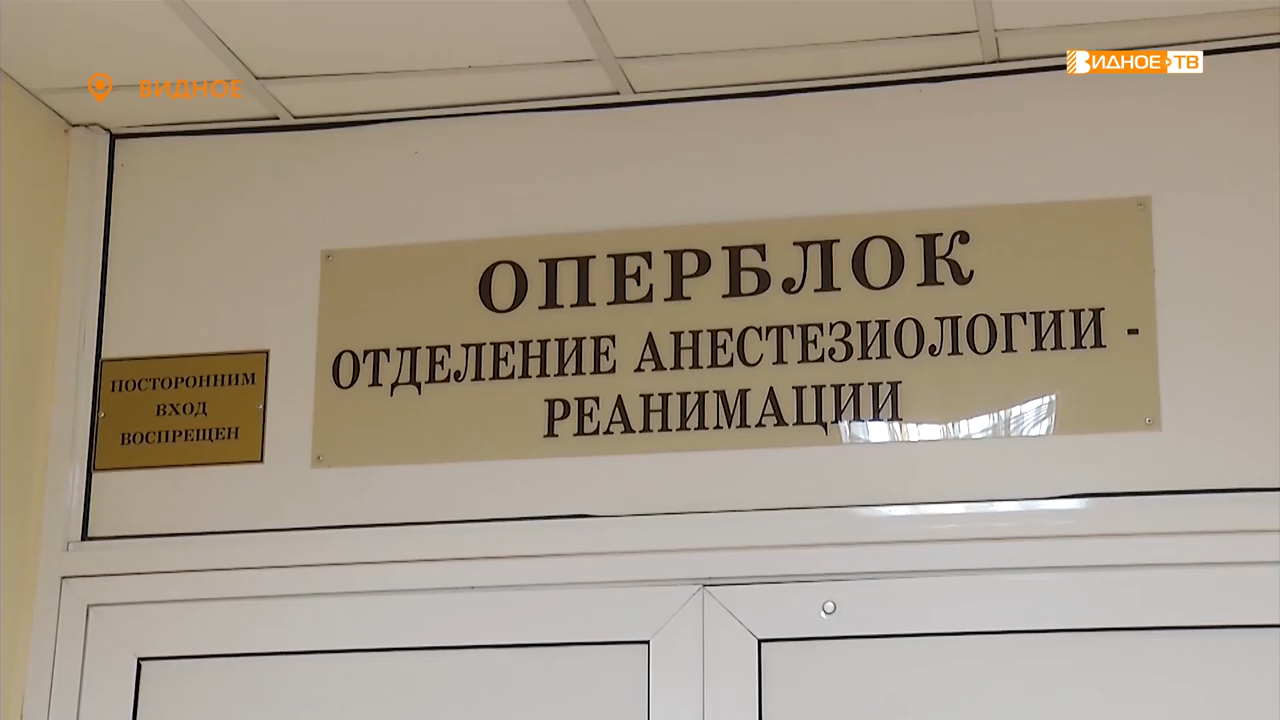 ВИДНОЕ
ВИДНОЕ ТВ
ОПЕРБЛОК
ОТДЕЛЕНИЕ АНЕСТЕЗИОЛОГИИ -
РЕАНИМАЦИИ
ПОСТОРОННИМ
ВХОД
ВОСПРЕЩЕН